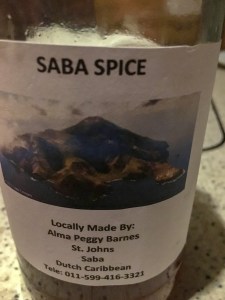 SABA SPICE
Locally Made By:
Alma Peggy Barnes
St. Johns
Saba
Dutch Caribbean
Tele: 011-599-416-3321